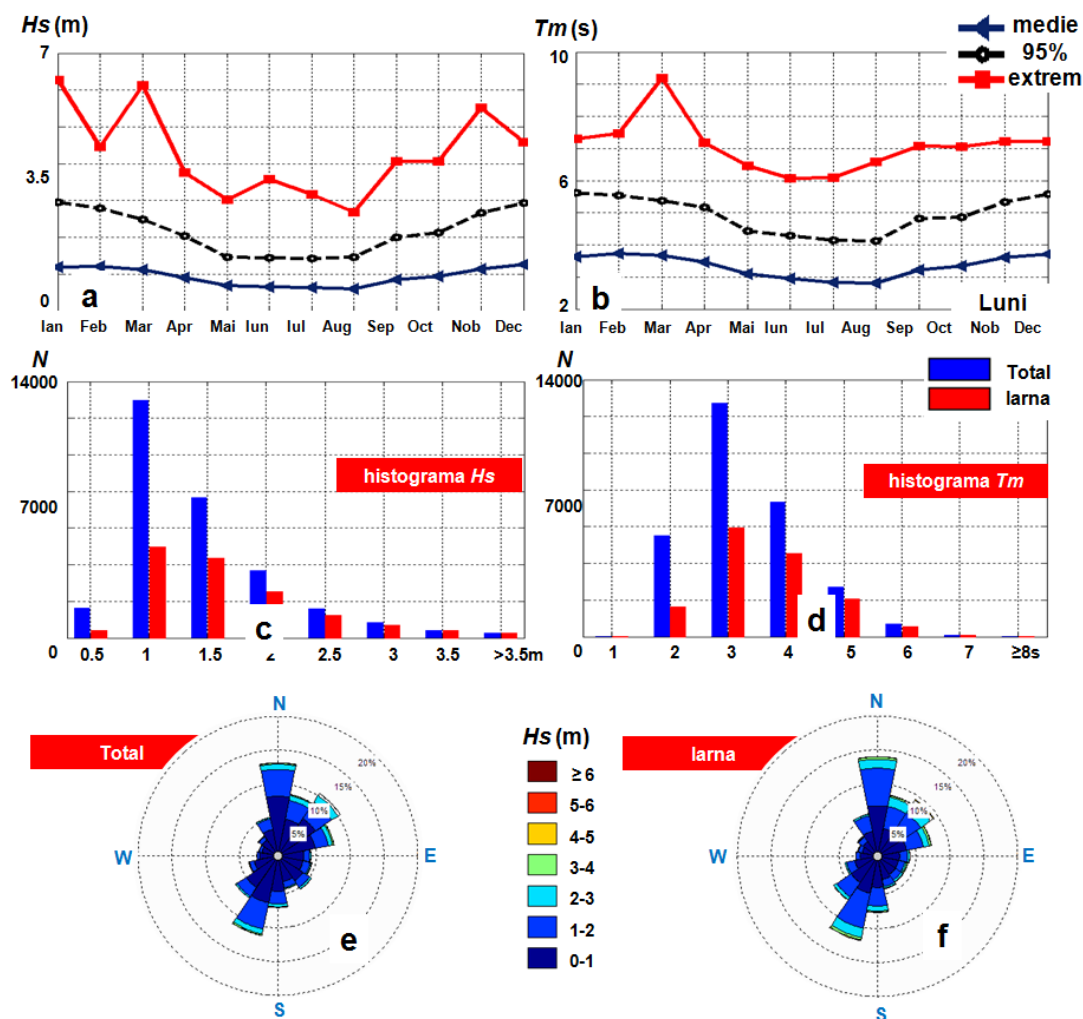 Hs (m)
7
3.5
0
a
Ian Feb Mar Apr Mai Iun Iul Aug Sep Oct Nob Dec
Tm (s)
10
6
2
b
Luni
Ian Feb Mar Apr Mai Iun Iul Aug Sep Oct Nob Dec
medie
95%
extrem
N
14000
7000
0
histograma Hs
c
0.5 1 1.5 2 2.5 3 3.5 >3.5m
N
14000
7000
0
Total
Iarna
histograma Tm
d
1 2 3 4 5 6 7 ≥8s
Total
N
20%
15%
10%
5%
W
E
e
S
Hs (m)
≥ 6
5-6
4-5
3-4
2-3
1-2
0-1
Iarna
N
20%
15%
10%
5%
W
E
f
S